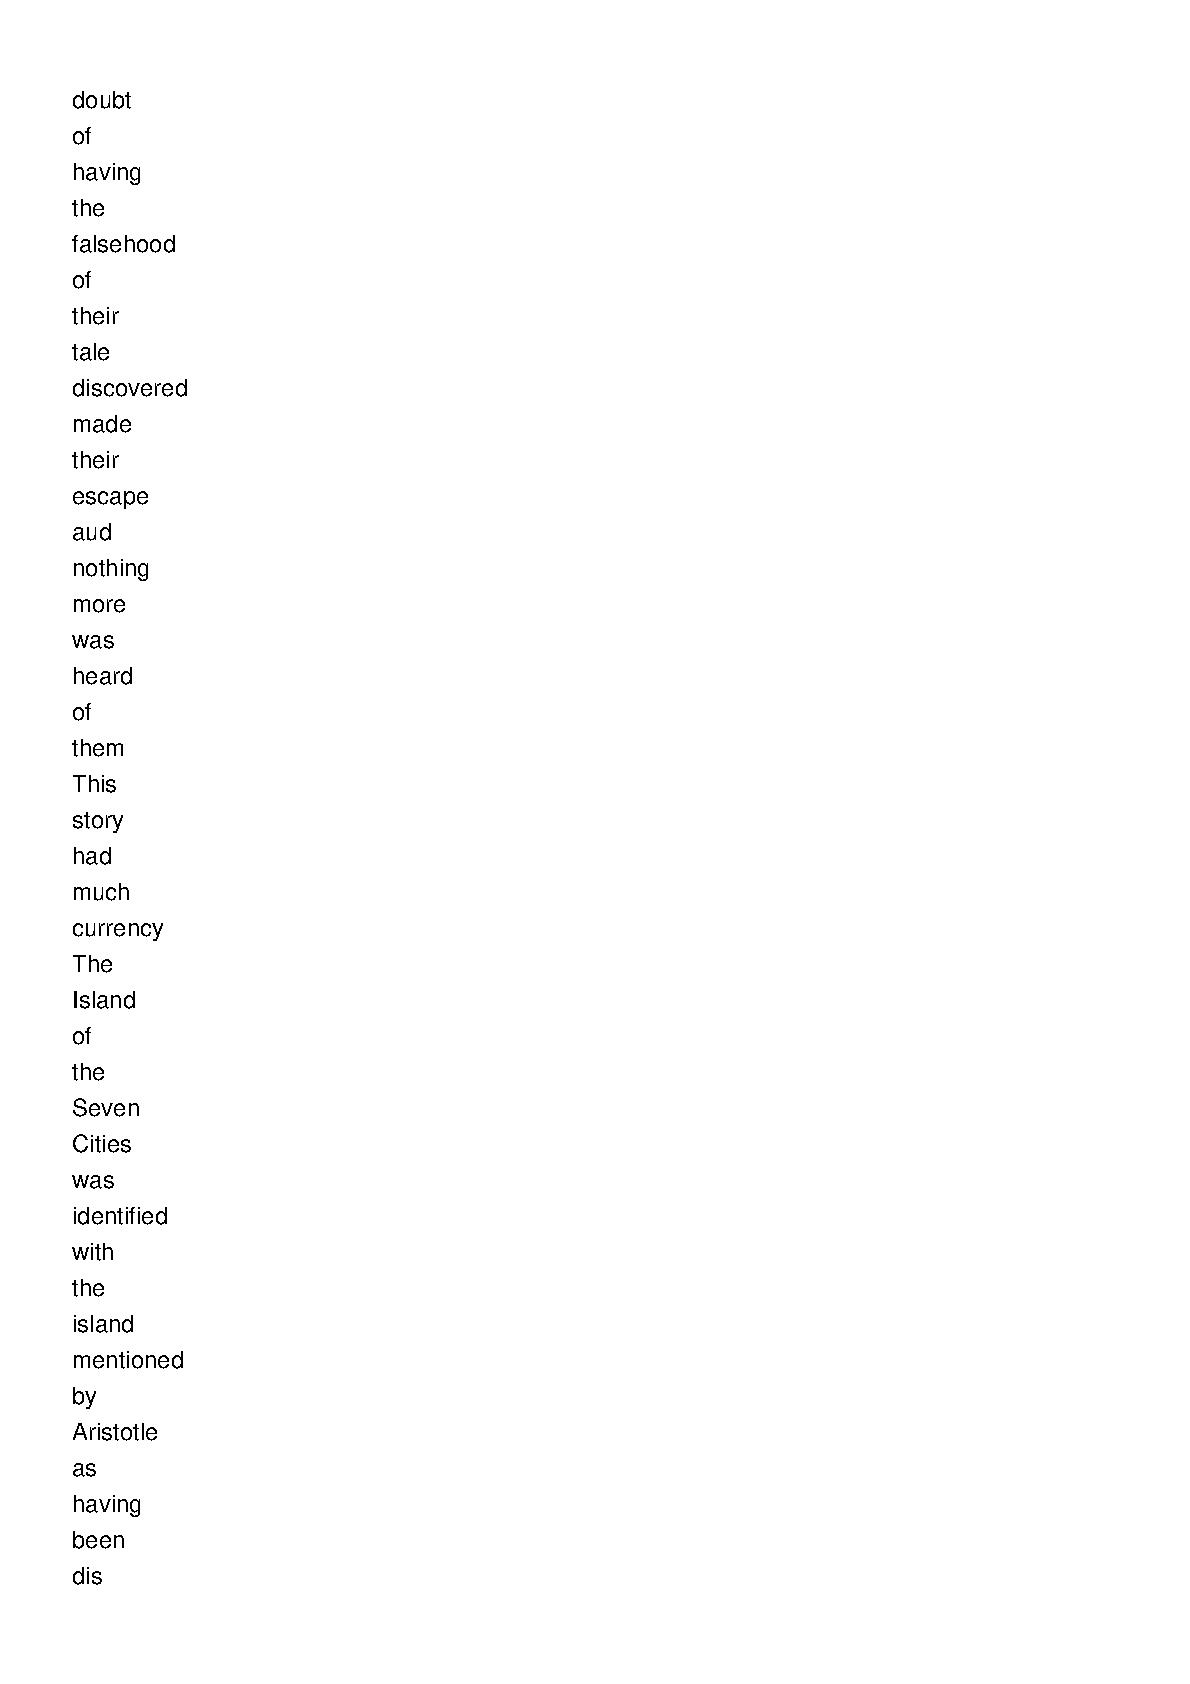 doubt
of
having
the
falsehood
of
their
tale
discovered
made
their
escape
aud
nothing
more
was
heard
of
them
This
story
had
much
currency
The
Island
of
the
Seven
Cities
was
identified
with
the
island
mentioned
by
Aristotle
as
having
been
dis